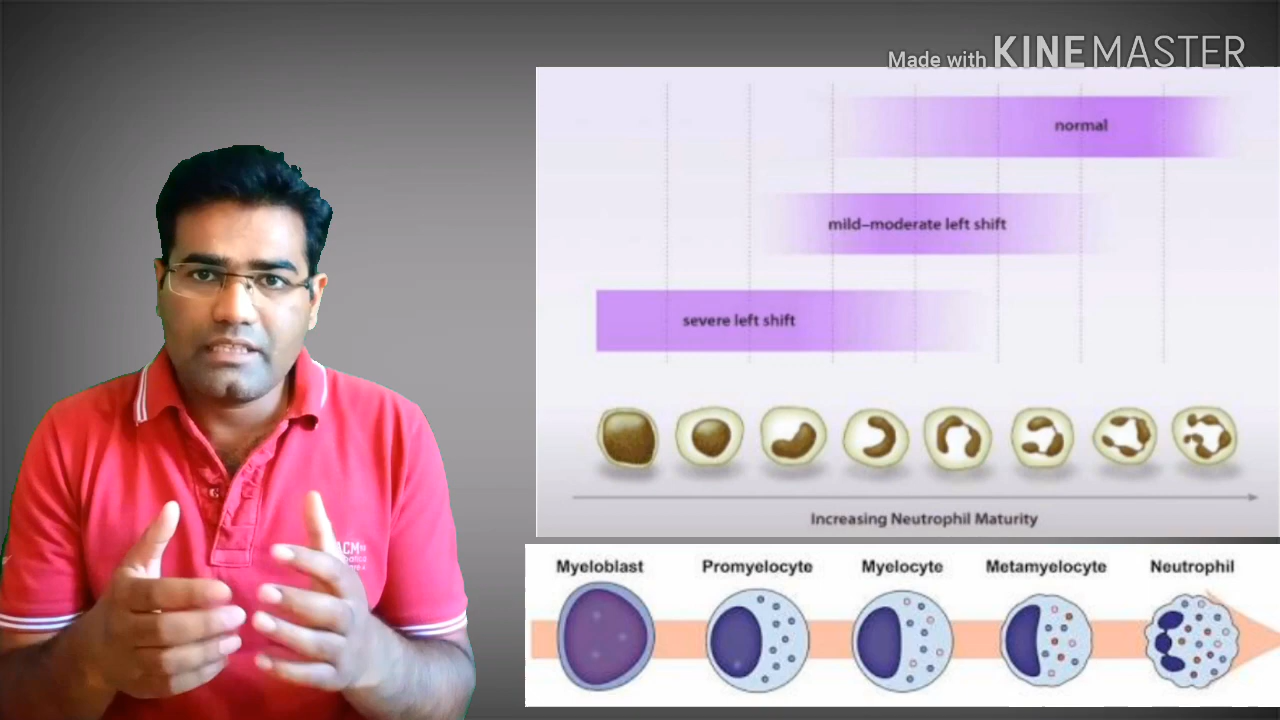 Made with KINEMASTER
normal
mild–moderate left shift
severe left shift
Increasing Neutrophil Maturity
Myeloblast Promyelocyte Myelocyte Metamyelocyte Neutrophil
ACM